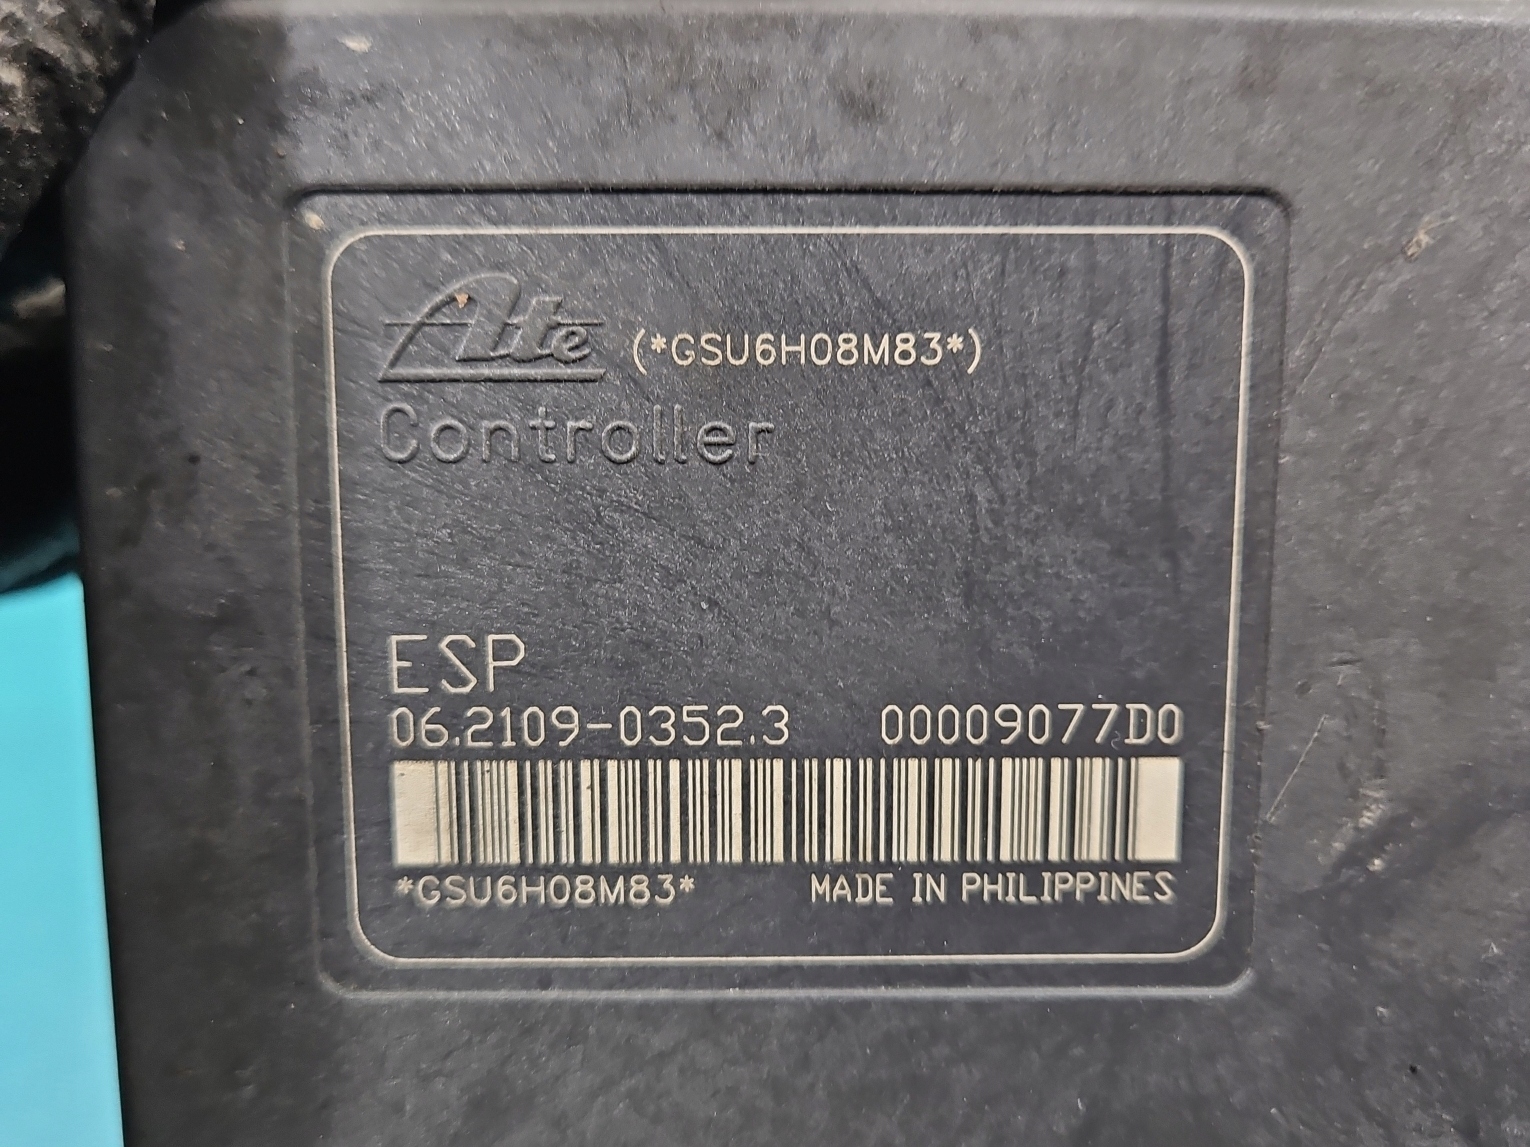 Ate (*GSU6H08M83*)
Controller
ESP
06.2109-0352.3 00009077D0
*GSU6H08M83* MADE IN PHILIPPINES